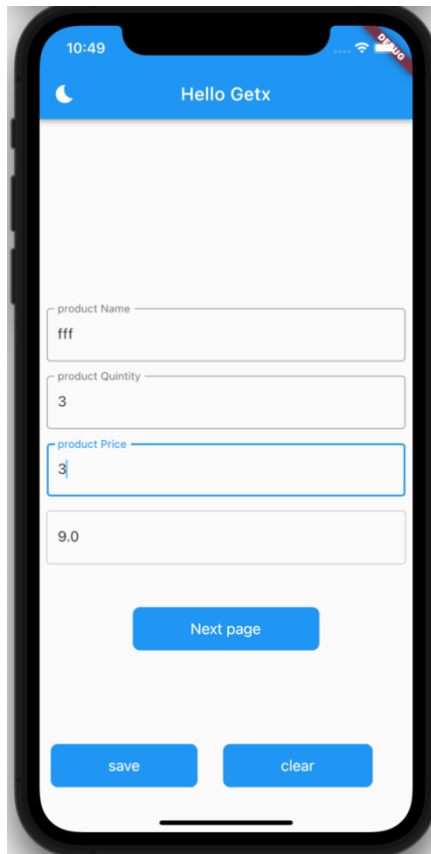 10:49
DEBUG
Hello Getx
product Name
fff
product Quintity
3
product Price
3
9.0
Next page
save
clear